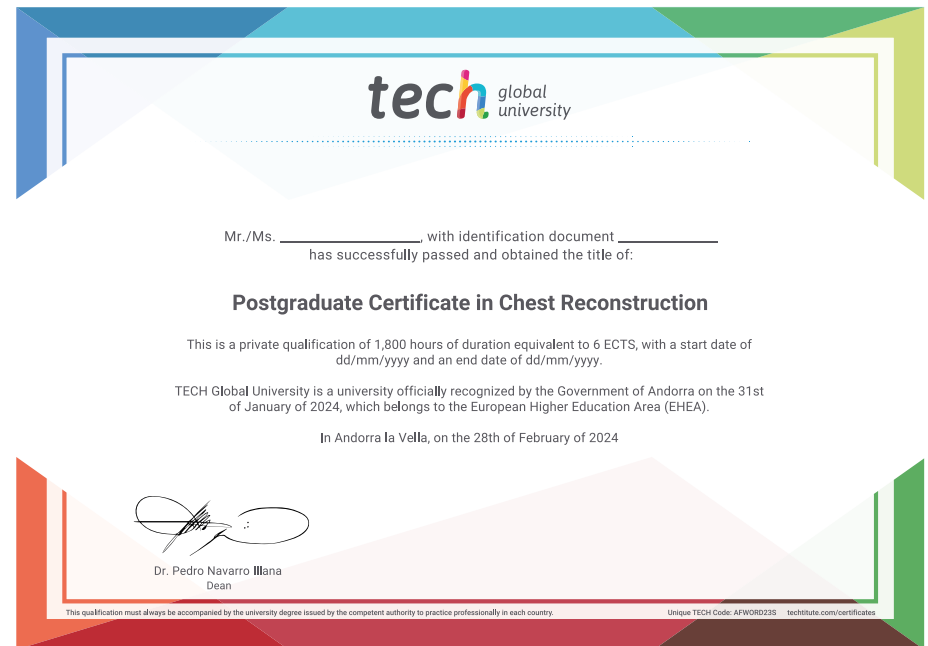 tech global
university
Mr./Ms. ____________, with identification document ____________
has successfully passed and obtained the title of:
Postgraduate Certificate in Chest Reconstruction
This is a private qualification of 1,800 hours of duration equivalent to 6 ECTS, with a start date of
dd/mm/yyyy and an end date of dd/mm/yyyy.
TECH Global University is a university officially recognized by the Government of Andorra on the 31st
of January of 2024, which belongs to the European Higher Education Area (EHEA).
In Andorra la Vella, on the 28th of February of 2024
Dr. Pedro Navarro Illana
Dean
This qualification must always be accompanied by the university degree issued by the competent authority to practice professionally in each country.
Unique TECH Code: AFWORD23S techtitute.com/certificates